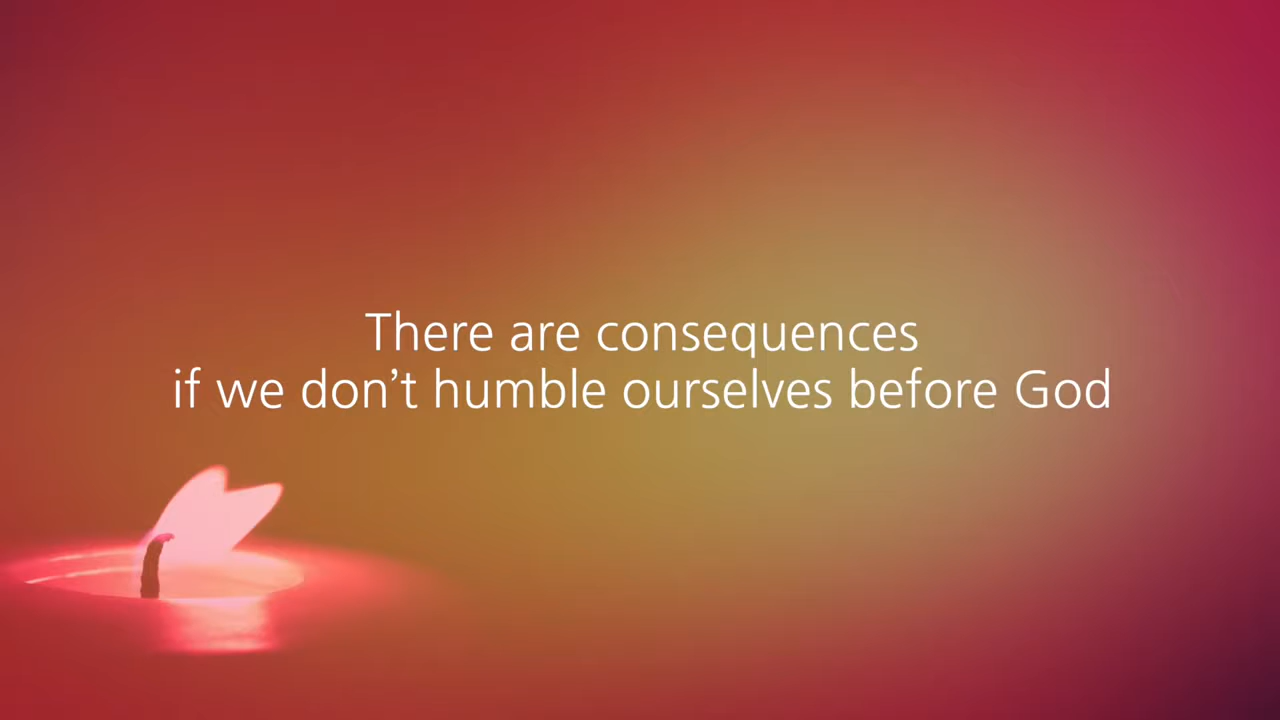 There are consequences
if we don’t humble ourselves before God